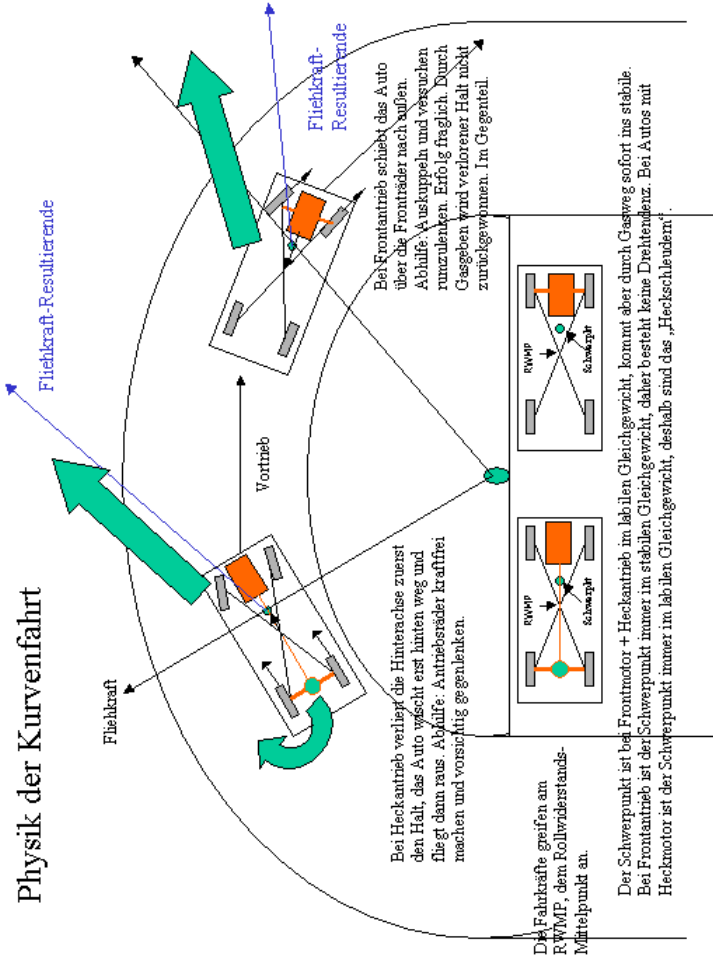 Physik der Kurvenfahrt
Fliehkraft
Fliehkraft-Resultierende
Vortrieb
Fliehkraft-
Resultierende
Bei Heckantrieb verliert die Hinterachse zuerst
den Halt, das Auto wischt erst hinten weg und
fliegt dann raus. Abhilfe: Antriebsräder kraftfrei
machen und vorsichtig gegenlenken.
Bei Frontantrieb schiebt das Auto
über die Fronträder nach außen.
Abhilfe: Auskuppeln und versuchen
rumzulenken. Erfolg fraglich. Durch
Gasgeben wird verlorener Halt nicht
zurückgewonnen. Im Gegenteil.
Die Fahrkräfte greifen am
RWMP, dem Rollwiderstands-
Mittelpunkt an.
RWMP
Schwerpkt
RWMP
Schwerpkt
Der Schwerpunkt ist bei Frontmotor + Heckantrieb im labilen Gleichgewicht, kommt aber durch Gasweg sofort ins stabile.
Bei Frontantrieb ist der Schwerpunkt immer im stabilen Gleichgewicht, daher besteht keine Drehtendenz. Bei Autos mit
Heckmotor ist der Schwerpunkt immer im labilen Gleichgewicht, deshalb sind das „Heckschleudern“.